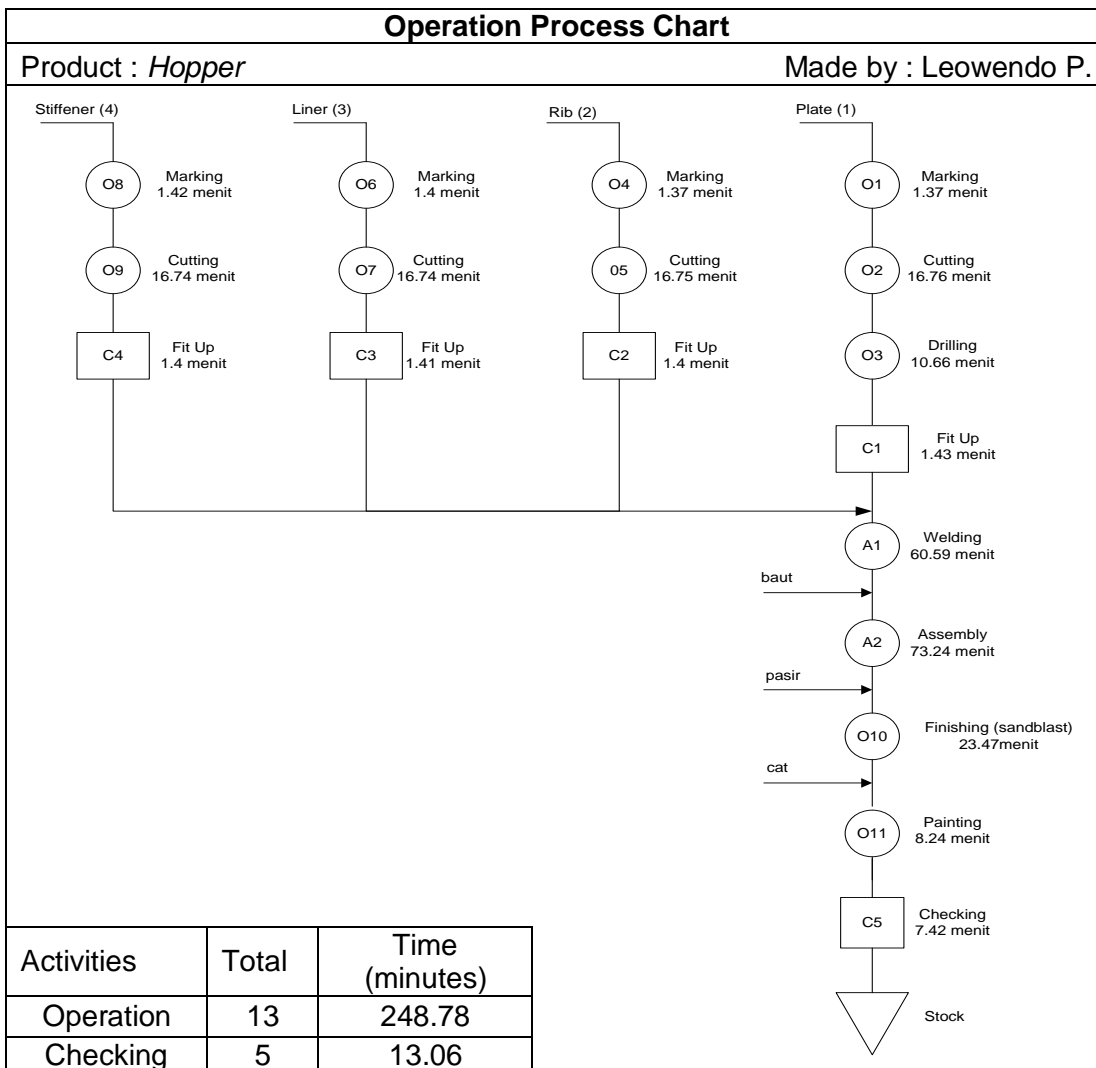 Operation Process Chart
Product : Hopper
Made by : Leowendo P.
Stiffener (4)
Liner (3)
Rib (2)
Plate (1)
O8
Marking
1.42 menit
O6
Marking
1.4 menit
O4
Marking
1.37 menit
O1
Marking
1.37 menit
O9
Cutting
16.74 menit
O7
Cutting
16.74 menit
05
Cutting
16.75 menit
O2
Cutting
16.76 menit
C4
Fit Up
1.4 menit
C3
Fit Up
1.41 menit
C2
Fit Up
1.4 menit
O3
Drilling
10.66 menit
C1
Fit Up
1.43 menit
A1
Welding
60.59 menit
baut
A2
Assembly
73.24 menit
pasir
O10
Finishing (sandblast)
23.47menit
cat
O11
Painting
8.24 menit
C5
Checking
7.42 menit
Stock
Activities
Total
Time
(minutes)
Operation
13
248.78
Checking
5
13.06